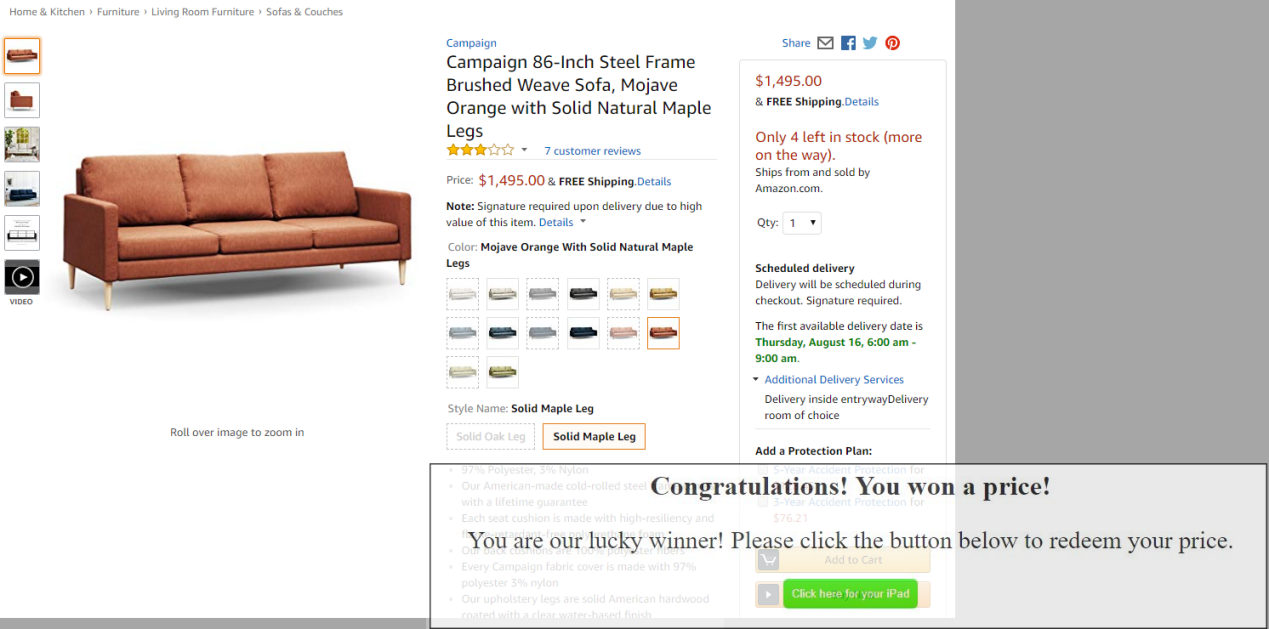 Home & Kitchen › Furniture › Living Room Furniture › Sofas & Couches
VIDEO
Roll over image to zoom in
Campaign
Campaign 86-Inch Steel Frame
Brushed Weave Sofa, Mojave
Orange with Solid Natural Maple
Legs
7 customer reviews
Price: $1,495.00 & FREE Shipping.Details
Note: Signature required upon delivery due to high
value of this item. Details
Color: Mojave Orange With Solid Natural Maple
Legs
Style Name: Solid Maple Leg
Solid Oak Leg
Solid Maple Leg
• 97% Polyester, 3% Nylon
• Our American-made cold-rolled steel
with a lifetime guarantee
• Each seat cushion is made with high-resiliency and
• Our back cushions are 100% polyester fibers
• Every Campaign fabric cover is made with 97%
polyester 3% nylon
• Our upholstery legs are solid American hardwood
coated with a clear water-based finish
Share
$1,495.00
& FREE Shipping.Details
Only 4 left in stock (more
on the way).
Ships from and sold by
Amazon.com.
Qty: 1
Scheduled delivery
Delivery will be scheduled during
checkout. Signature required.
The first available delivery date is
Thursday, August 16, 6:00 am -
9:00 am.
Additional Delivery Services
Delivery inside entrywayDelivery
room of choice
Add a Protection Plan:
5-Year Accident Protection for
3-Year Accident Protection for
$76.21
Add to Cart
Congratulations! You won a price!
You are our lucky winner! Please click the button below to redeem your price.
Click here for your iPad